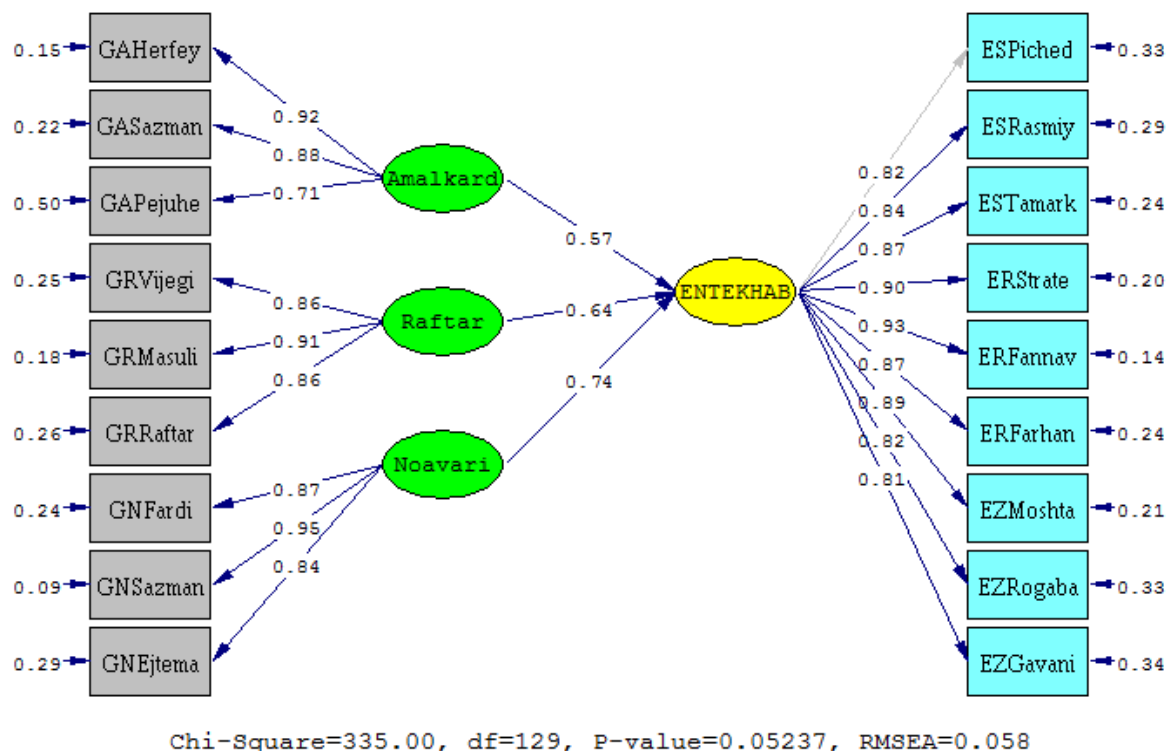 0.15 GAHerfey
0.22 GASazman
0.50 GAPejuhe
0.25 GRVijegi
0.18 GRMasuli
0.26 GRRaftar
0.24 GNFardi
0.09 GNSazman
0.29 GNEjtema
0.92
0.88
0.71
0.86
0.91
0.86
0.87
0.95
0.84
Amalkard
Raftar
Noavari
0.57
0.64
0.74
ENTEKHAB
0.82
0.84
0.87
0.90
0.93
0.87
0.89
0.82
0.81
ESPiched 0.33
ESRasmiy 0.29
ESTamark 0.24
ERStrate 0.20
ERFannav 0.14
ERFarhan 0.24
EZMoshta 0.21
EZRogaba 0.33
EZGavani 0.34
Chi-Square=335.00, df=129, P-value=0.05237, RMSEA=0.058